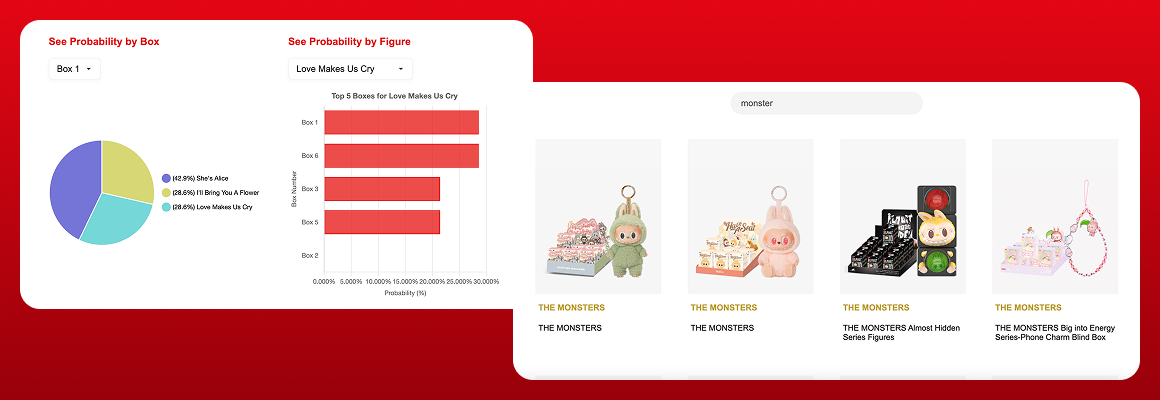 See Probability by Box
Box 1
(42.9%) She's Alice
(28.6%) I'll Bring You A Flower
(28.6%) Love Makes Us Cry
See Probability by Figure
Love Makes Us Cry
Top 5 Boxes for Love Makes Us Cry
Box Number
Box 1
Box 6
Box 3
Box 5
Box 2
0.000% 5.000% 10.000% 15.000% 20.000% 25.000% 30.000%
Probability (%)
monster
THE MONSTERS
THE MONSTERS
THE MONSTERS
THE MONSTERS
THE MONSTERS
THE MONSTERS Almost Hidden
Series Figures
THE MONSTERS
THE MONSTERS Big into Energy
Series-Phone Charm Blind Box